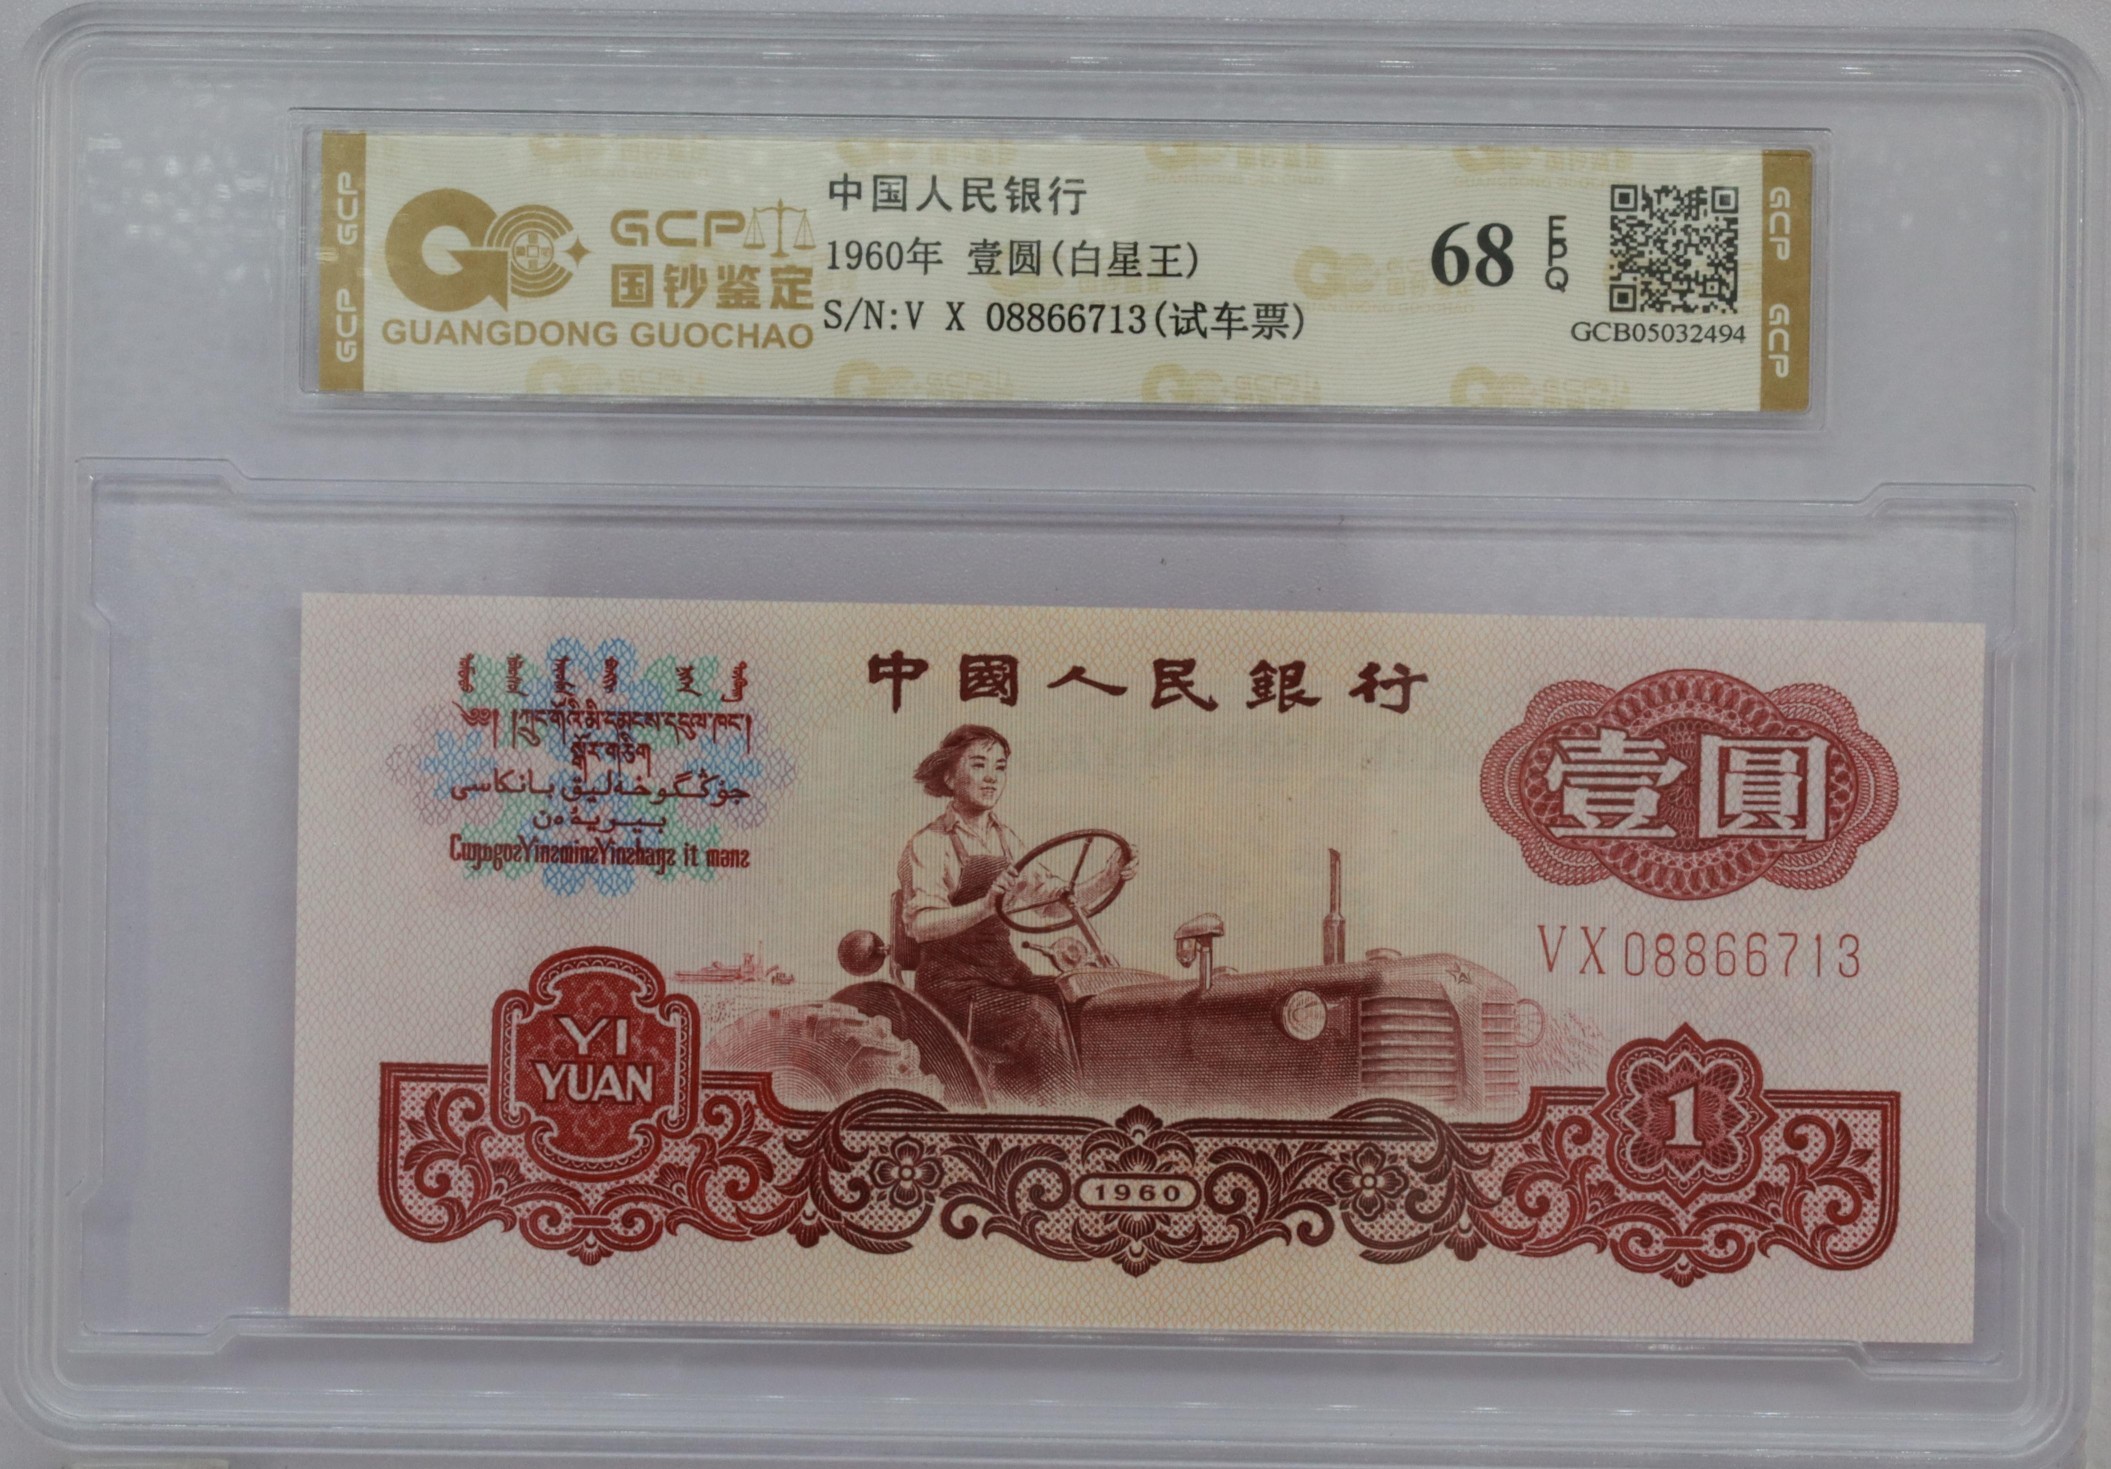 GCP GCP
GCP
国钞鉴定
GUANGDONG GUOCHAO
中国人民银行
1960年 壹圆(白星王)
S/N:V X 08866713(试车票)
68 EPQ
GCB05032494
GCP GCP
中國人民銀行
壹圓
VX08866713
YI
YUAN
1960
1